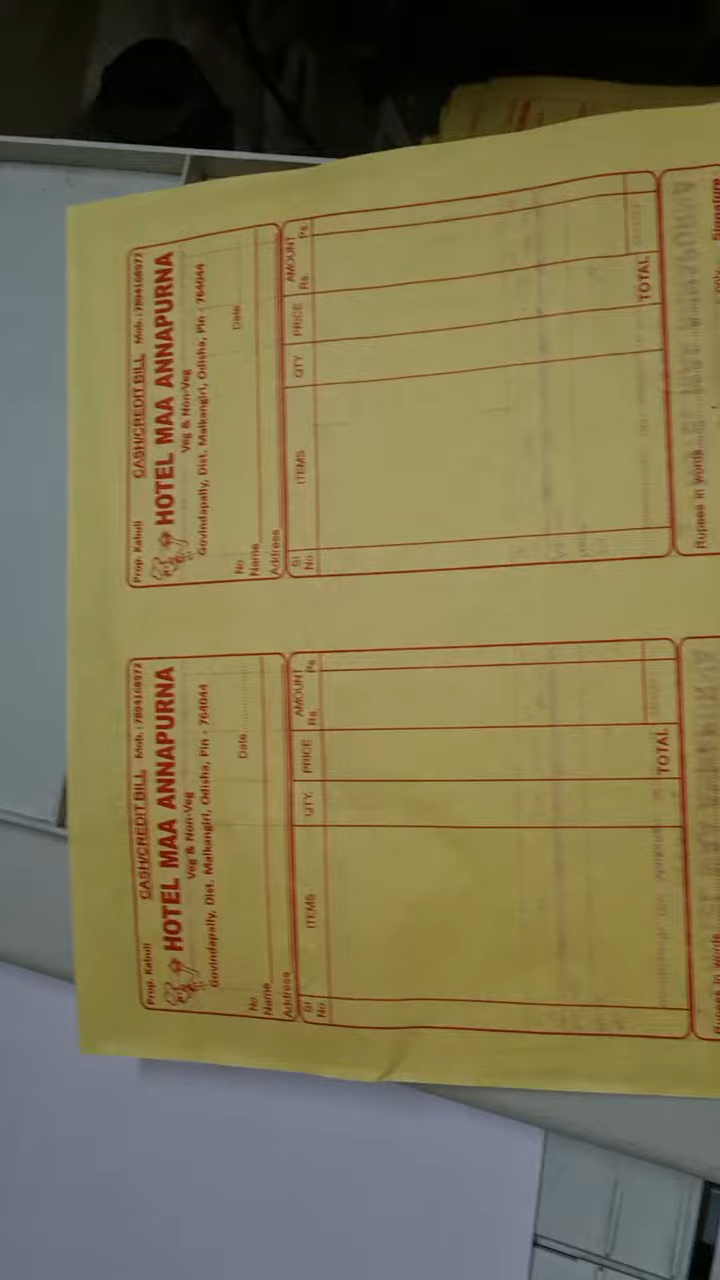 Prop. Kabuli CASH/CREDIT BILL Mob.: 7894168972
HOTEL MAA ANNAPURNA
Veg & Non-Veg
Govindapally, Dist. Malkangiri, Odisha, Pin - 764044
No Date
Name
Address
Sl No. ITEMS QTY. PRICE AMOUNT Rs. Ps.
TOTAL
Rupees in words
Signature
Prop. Kabuli CASH/CREDIT BILL Mob.: 7894168972
HOTEL MAA ANNAPURNA
Veg & Non-Veg
Govindapally, Dist. Malkangiri, Odisha, Pin - 764044
No. Date
Name
Address
Sl No. ITEMS QTY. PRICE AMOUNT Rs. Ps.
TOTAL
Rupees in words